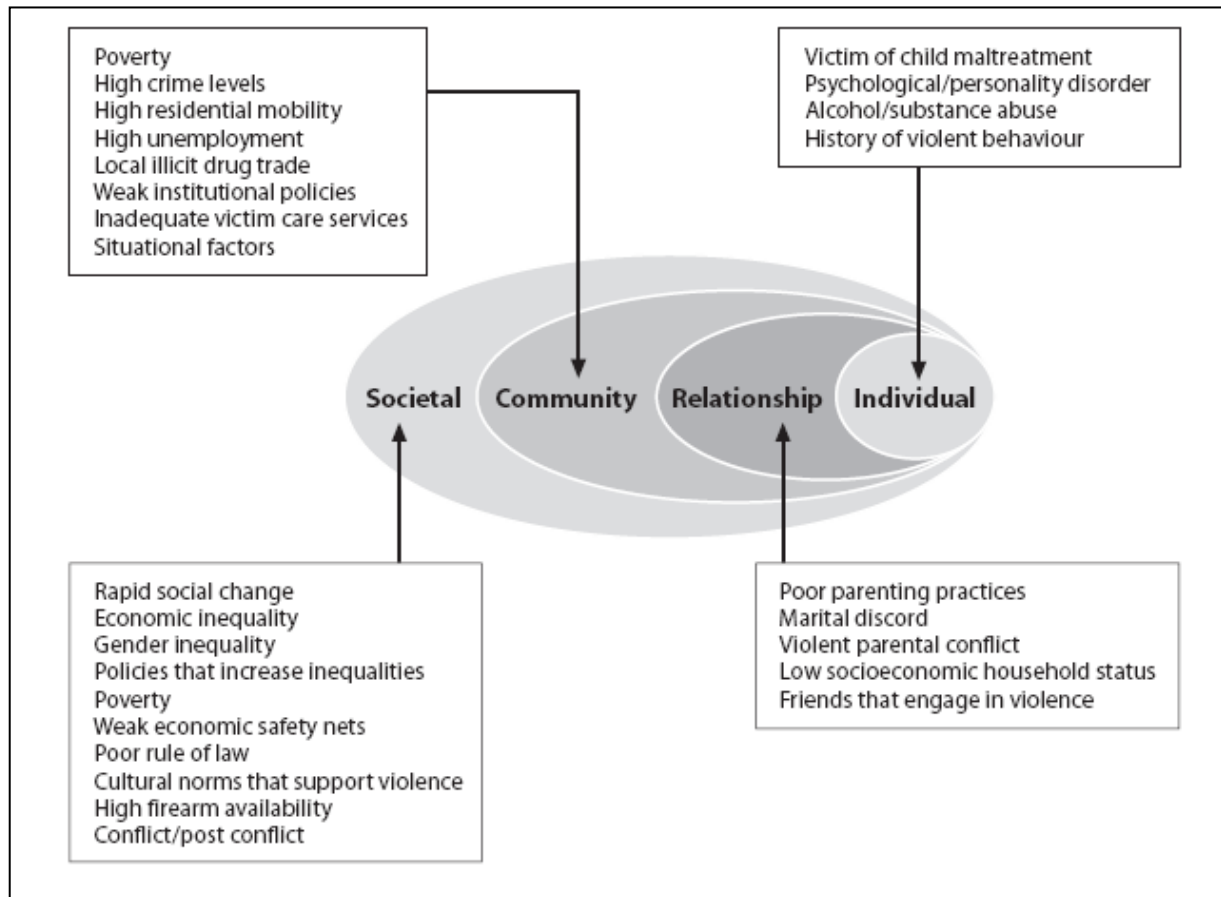 Poverty
High crime levels
High residential mobility
High unemployment
Local illicit drug trade
Weak institutional policies
Inadequate victim care services
Situational factors
Victim of child maltreatment
Psychological/personality disorder
Alcohol/substance abuse
History of violent behaviour
Societal
Community
Relationship
Individual
Rapid social change
Economic inequality
Gender inequality
Policies that increase inequalities
Poverty
Weak economic safety nets
Poor rule of law
Cultural norms that support violence
High firearm availability
Conflict/post conflict
Poor parenting practices
Marital discord
Violent parental conflict
Low socioeconomic household status
Friends that engage in violence